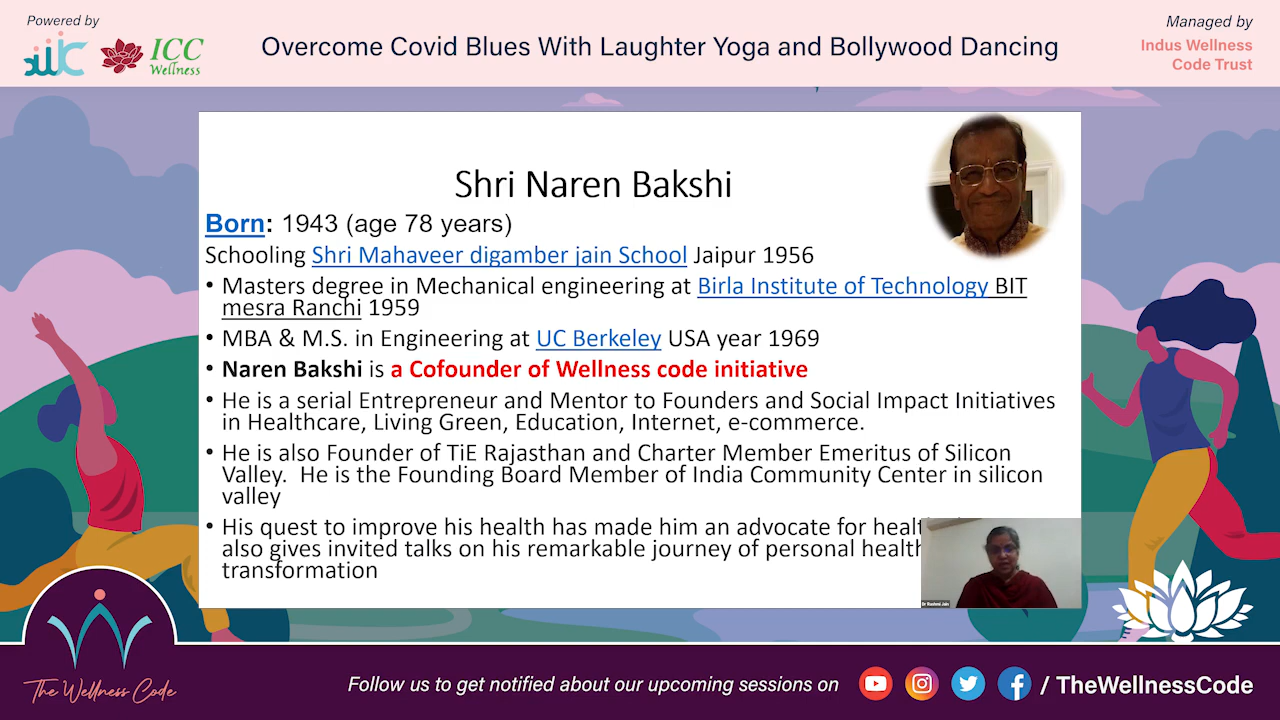 Powered by
iiiC
ICC
Wellness
Overcome Covid Blues With Laughter Yoga and Bollywood Dancing
Managed by
Indus Wellness
Code Trust
Shri Naren Bakshi
Born: 1943 (age 78 years)
Schooling Shri Mahaveer digamber jain School Jaipur 1956
• Masters degree in Mechanical engineering at Birla Institute of Technology BIT
mesra Ranchi 1959
• MBA & M.S. in Engineering at UC Berkeley USA year 1969
• Naren Bakshi is a Cofounder of Wellness code initiative
• He is a serial Entrepreneur and Mentor to Founders and Social Impact Initiatives
in Healthcare, Living Green, Education, Internet, e-commerce.
• He is also Founder of TiE Rajasthan and Charter Member Emeritus of Silicon
Valley. He is the Founding Board Member of India Community Center in silicon
valley
• His quest to improve his health has made him an advocate for
also gives invited talks on his remarkable journey of personal health
transformation
Dr Rashmi Jain
The Wellness Code
Follow us to get notified about our upcoming sessions on
/ TheWellnessCode